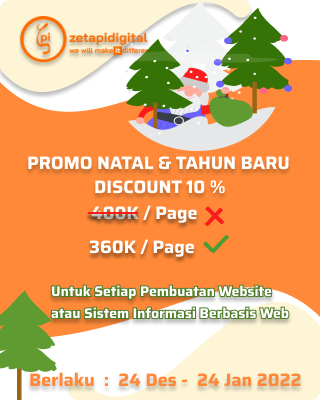 zetapidigital
we will make it different
PROMO NATAL & TAHUN BARU
DISCOUNT 10 %
400K / Page
360K / Page
Untuk Setiap Pembuatan Website
atau Sistem Informasi Berbasis Web
Berlaku : 24 Des - 24 Jan 2022